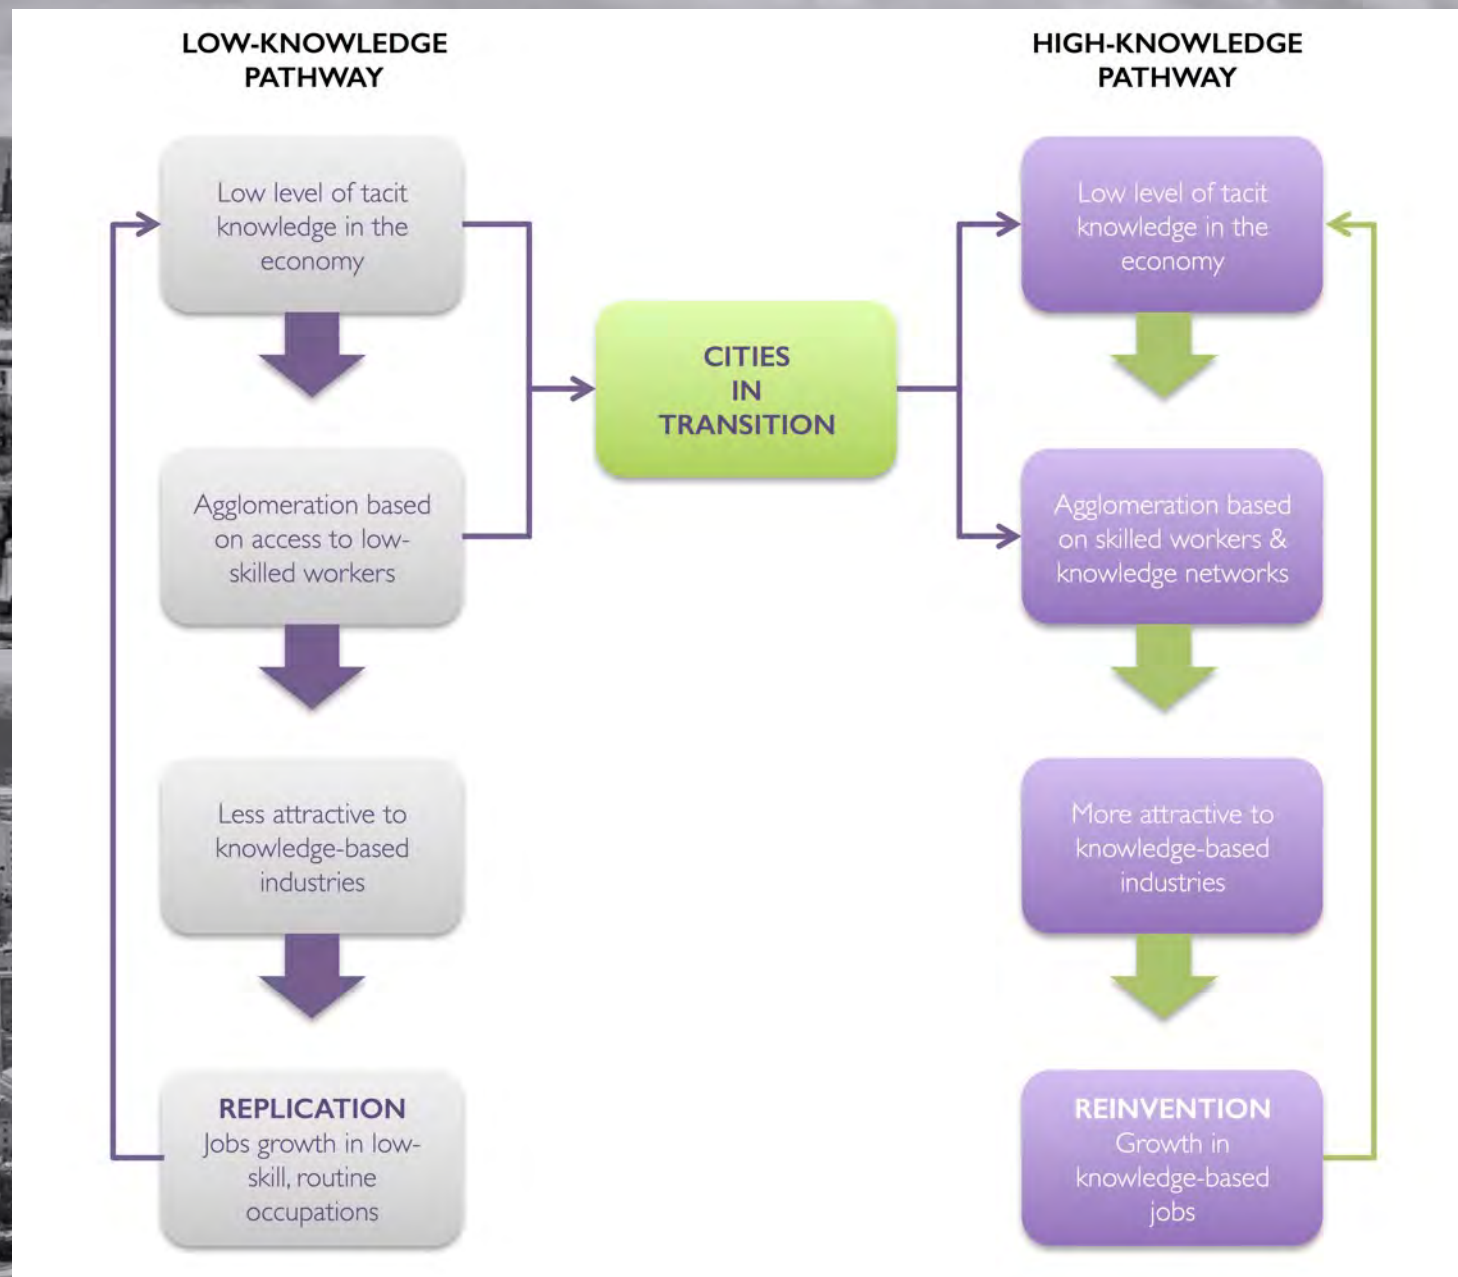 LOW-KNOWLEDGE
PATHWAY
Low level of tacit
knowledge in the
economy
Agglomeration based
on access to low-
skilled workers
Less attractive to
knowledge-based
industries
REPLICATION
Jobs growth in low-
skill, routine
occupations
CITIES
IN
TRANSITION
HIGH-KNOWLEDGE
PATHWAY
Low level of tacit
knowledge in the
economy
Agglomeration based
on skilled workers &
knowledge networks
More attractive to
knowledge-based
industries
REINVENTION
Growth in
knowledge-based
jobs